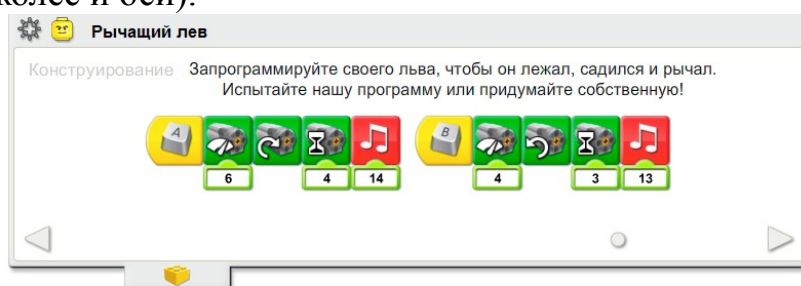 колес и оси).
Рычащий лев
Конструирование Запрограммируйте своего льва, чтобы он лежал, садился и рычал.
Испытайте нашу программу или придумайте собственную!
A B
6 4 14 4 3 13